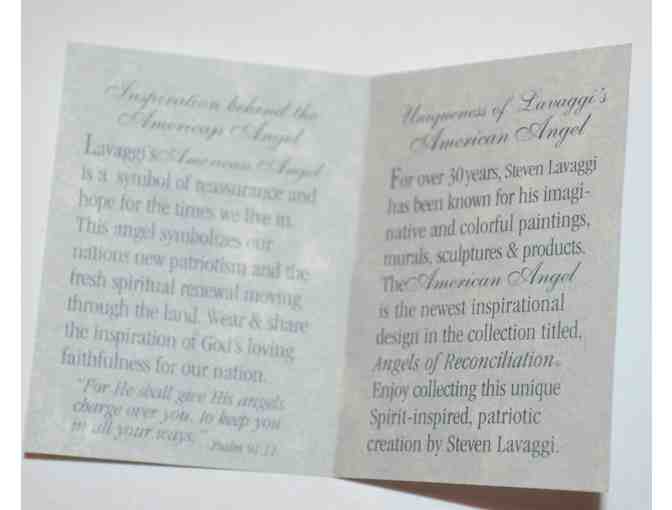 Inspiration behind the
American Angel
Lavaggi's American Angel
is a symbol of reassurance and
hope for the times we live in.
This angel symbolizes our
nations new patriotism and the
fresh spiritual renewal moving
through the land. Wear & share
the inspiration of God's loving
faithfulness for our nation.
"For He shall give His angels
charge over you, to keep you
in all your ways." Psalm 91:11
Uniqueness of Lavaggi's
American Angel
For over 30 years, Steven Lavaggi
has been known for his imagi-
native and colorful paintings,
murals, sculptures & products.
The American Angel
is the newest inspirational
design in the collection titled,
Angels of Reconciliation.
Enjoy collecting this unique
Spirit-inspired, patriotic
creation by Steven Lavaggi.